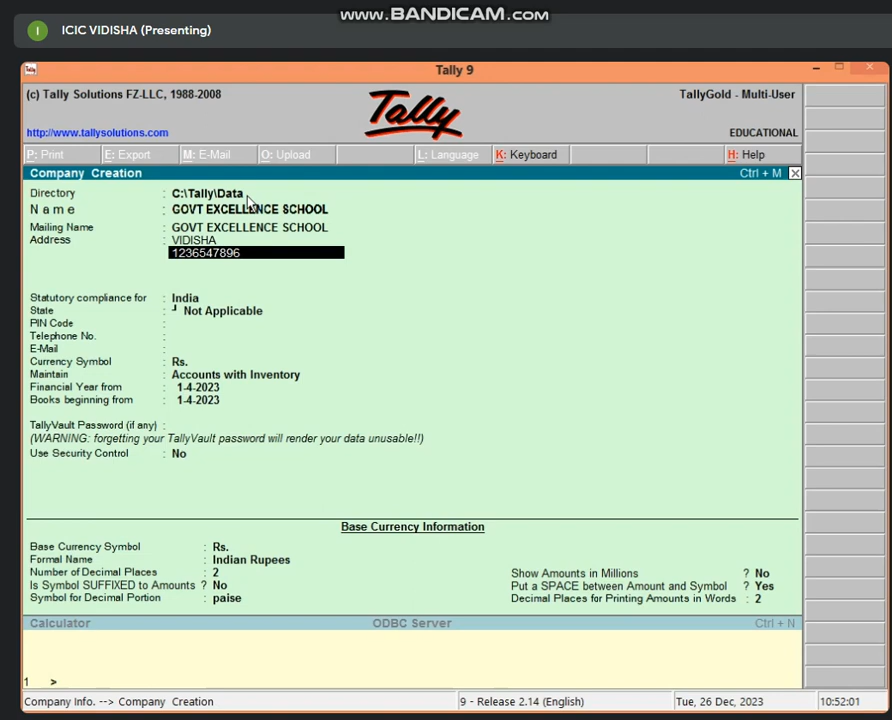 WWW.BANDICAM.COM
I ICIC VIDISHA (Presenting)
Tally 9
(c) Tally Solutions FZ-LLC, 1988-2008 TallyGold - Multi-User
Tally
http://www.tallysolutions.com EDUCATIONAL
P: Print E: Export M: E-Mail O: Upload L: Language K: Keyboard H: Help
Company Creation Ctrl + M
Directory : C:\Tally\Data
Name : GOVT EXCELLENCE SCHOOL
Mailing Name : GOVT EXCELLENCE SCHOOL
Address : VIDISHA
1236547896
Statutory compliance for : India
State : ┘ Not Applicable
PIN Code :
Telephone No. :
E-Mail :
Currency Symbol : Rs.
Maintain : Accounts with Inventory
Financial Year from : 1-4-2023
Books beginning from : 1-4-2023
TallyVault Password (if any) :
(WARNING: forgetting your TallyVault password will render your data unusable!!)
Use Security Control : No
Base Currency Information
Base Currency Symbol : Rs.
Formal Name : Indian Rupees
Number of Decimal Places : 2 Show Amounts in Millions ? No
Is Symbol SUFFIXED to Amounts ? No Put a SPACE between Amount and Symbol ? Yes
Symbol for Decimal Portion : paise Decimal Places for Printing Amounts in Words : 2
Calculator ODBC Server Ctrl + N
1 >
Company Info. --> Company Creation 9 - Release 2.14 (English) Tue, 26 Dec, 2023 10:52:01